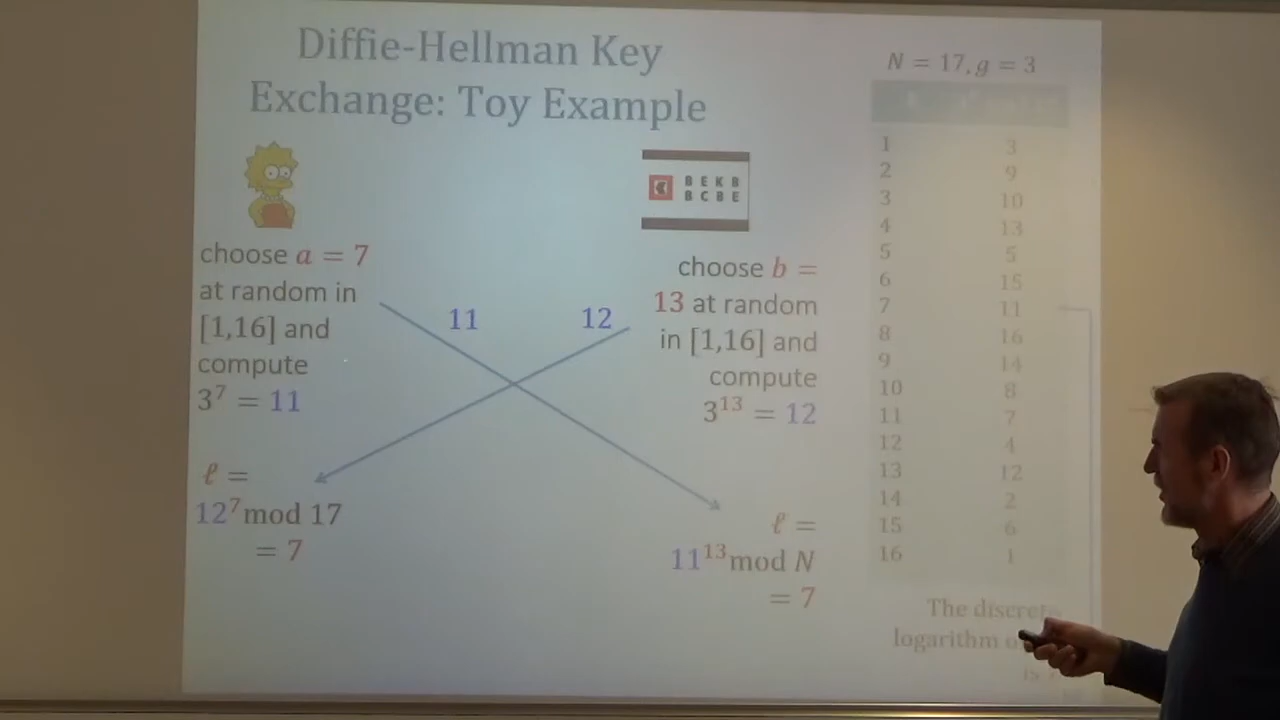 Diffie-Hellman Key
Exchange: Toy Example
BEKB
BCBE
choose a = 7
at random in
[1,16] and
compute
3⁷ = 11
11
12
choose b =
13 at random
in [1,16] and
compute
3¹³ = 12
ℓ =
12⁷mod 17
= 7
ℓ =
11¹³mod N
= 7
N = 17, g = 3
1 3
2 9
3 10
4 13
5 5
6 15
7 11
8 16
9 14
10 8
11 7
12 4
13 12
14 2
15 6
16 1
The discrete
logarithm
is